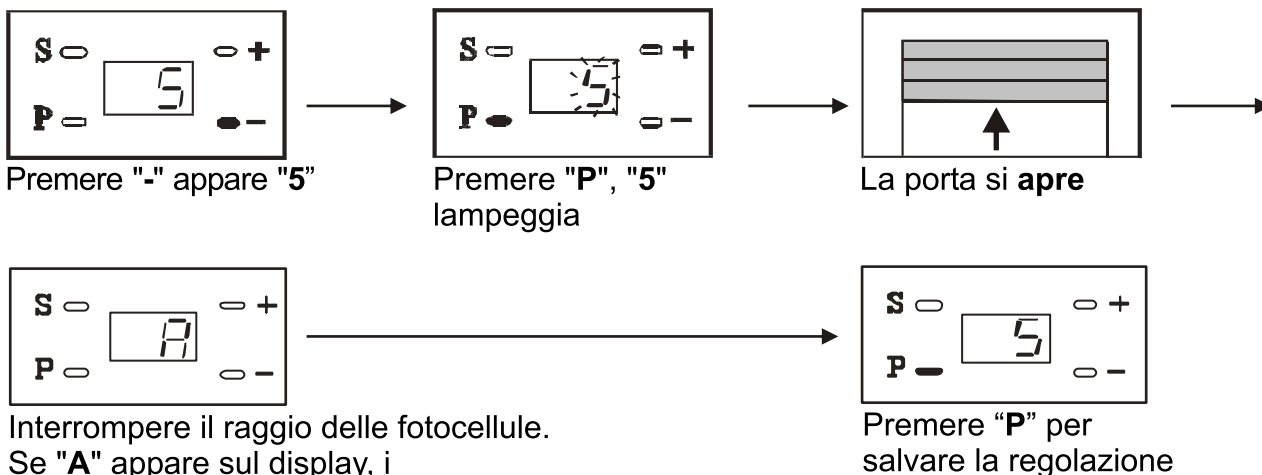 S
+
5
P
-
Premere "-" appare "5"
S
+
5
P
-
Premere "P", "5"
lampeggia
La porta si apre
S
+
A
P
-
Interrompere il raggio delle fotocellule.
Se "A" appare sul display, i
S
+
5
P
-
Premere “P” per
salvare la regolazione